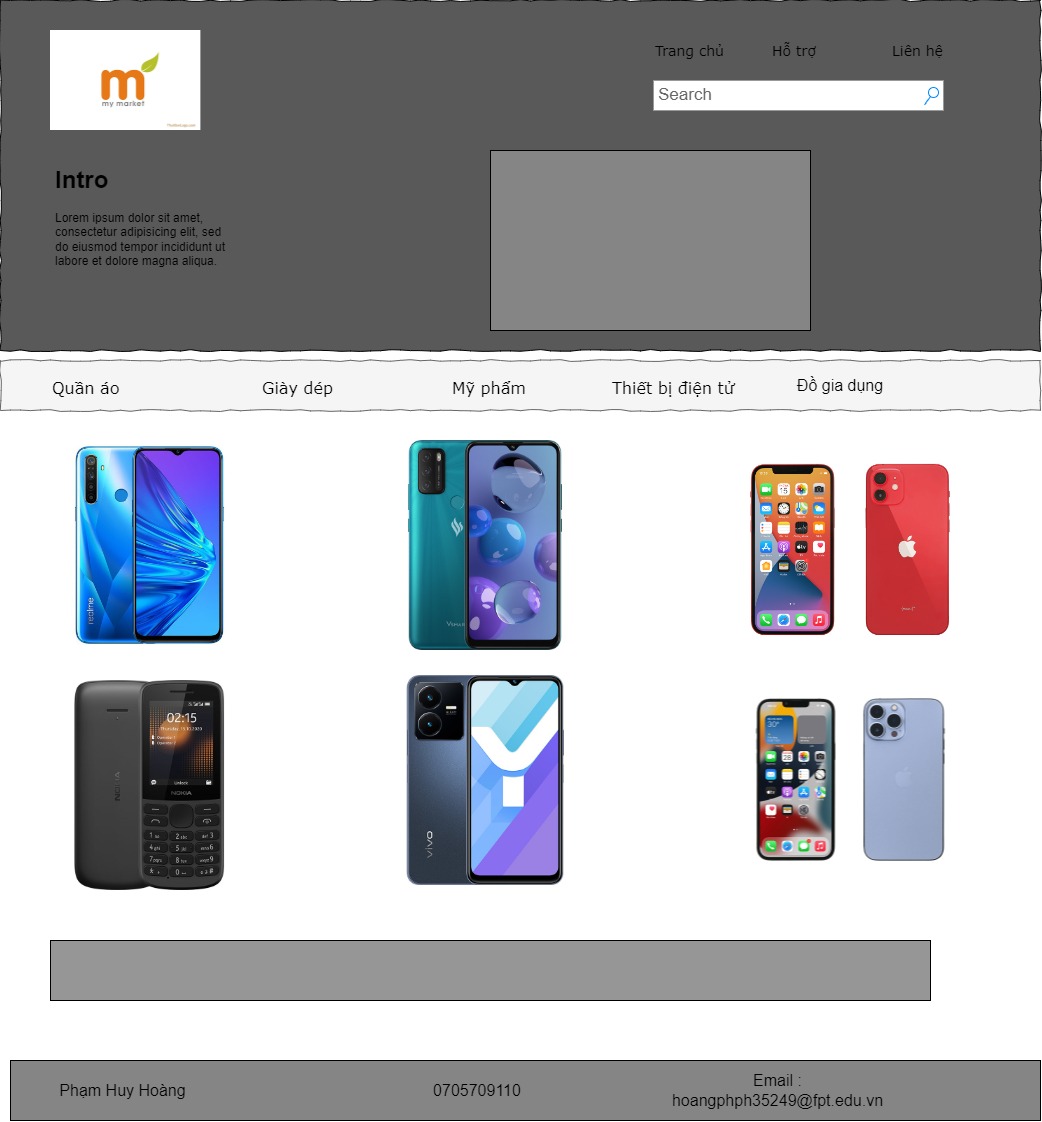 Trang chủ
Hỗ trợ
Liên hệ
m
my market
Search
Intro
Lorem ipsum dolor sit amet,
consectetur adipisicing elit, sed
do eiusmod tempor incididunt ut
labore et dolore magna aliqua.
Quần áo
Giày dép
Mỹ phẩm
Thiết bị điện tử
Đồ gia dụng
realme
02:15
NOKIA
NOKIA
vivo
Phạm Huy Hoàng
0705709110
Email :
hoangphph35249@fpt.edu.vn